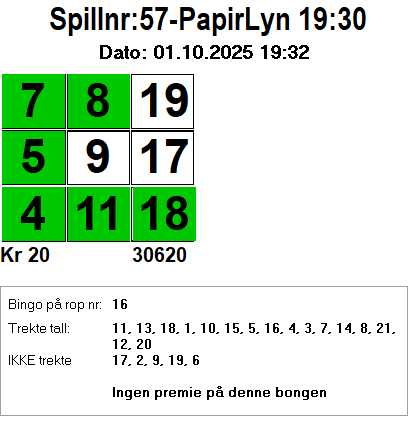 Spillnr:57-PapirLyn 19:30
Dato: 01.10.2025 19:32
7 8 19
5 9 17
4 11 18
Kr 20 30620
Bingo på rop nr: 16
Trekte tall: 11, 13, 18, 1, 10, 15, 5, 16, 4, 3, 7, 14, 8, 21,
12, 20
IKKE trekte 17, 2, 9, 19, 6
Ingen premie på denne bongen